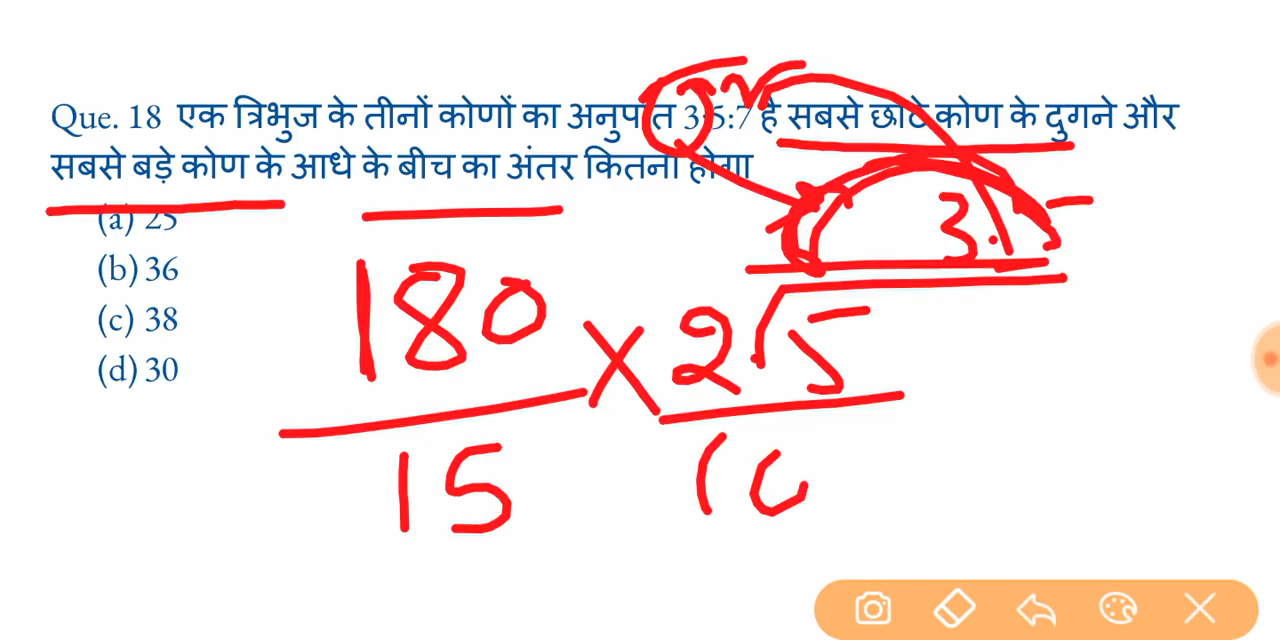 Que. 18 एक त्रिभुज के तीनों कोणों का अनुपात 3:5:7 है सबसे छोटे कोण के दुगने और
सबसे बड़े कोण के आधे के बीच का अंतर कितना होगा
(a) 25
(b) 36
(c) 38
(d) 30
3.
180 × 2.5
15 10